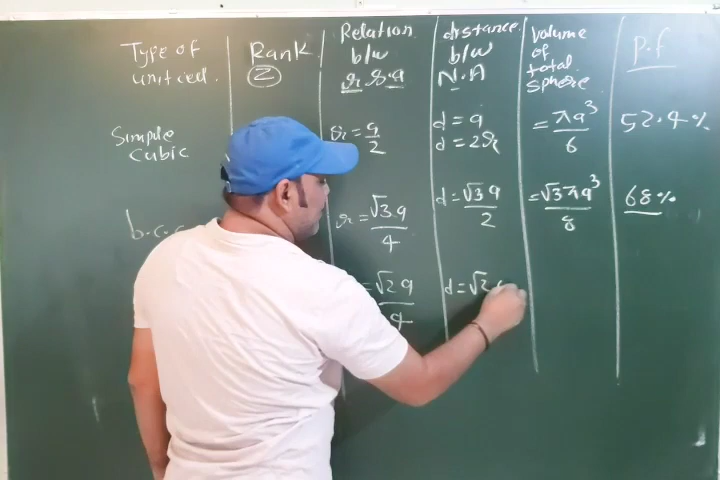 Type of
unit cell.
Rank
Z
Relation
b/w
r & a
distance
b/w
N.A
Volume
of
total
sphere
P.f
Simple
cubic
r = a/2
d = a
d = 2r
= πa³/6
52.4%
b.c.c
r = √3a/4
d = √3a/2
= √3πa³/8
68%
= √2a/4
d = √2